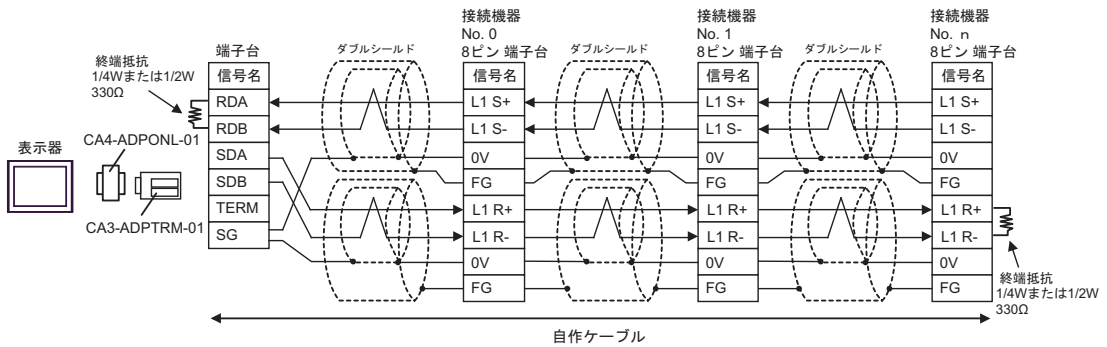 表示器
CA4-ADPONL-01
CA3-ADPTRM-01
終端抵抗
1/4Wまたは1/2W
330Ω
端子台
信号名
RDA
RDB
SDA
SDB
TERM
SG
ダブルシールド
接続機器
No. 0
8ピン 端子台
信号名
L1 S+
L1 S-
0V
FG
L1 R+
L1 R-
0V
FG
ダブルシールド
接続機器
No. 1
8ピン 端子台
信号名
L1 S+
L1 S-
0V
FG
L1 R+
L1 R-
0V
FG
ダブルシールド
接続機器
No. n
8ピン 端子台
信号名
L1 S+
L1 S-
0V
FG
L1 R+
L1 R-
0V
FG
終端抵抗
1/4Wまたは1/2W
330Ω
自作ケーブル